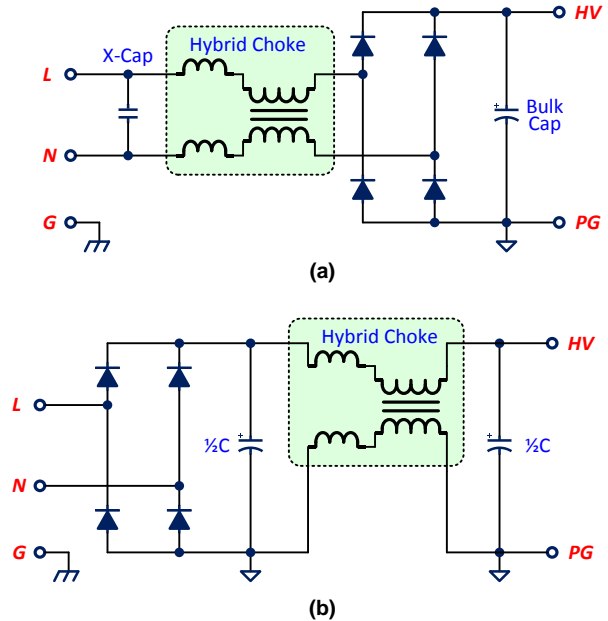 HV
Hybrid Choke
X-Cap
L
Bulk
Cap
N
G
PG
(a)
Hybrid Choke
HV
L
½C
½C
N
G
PG
(b)